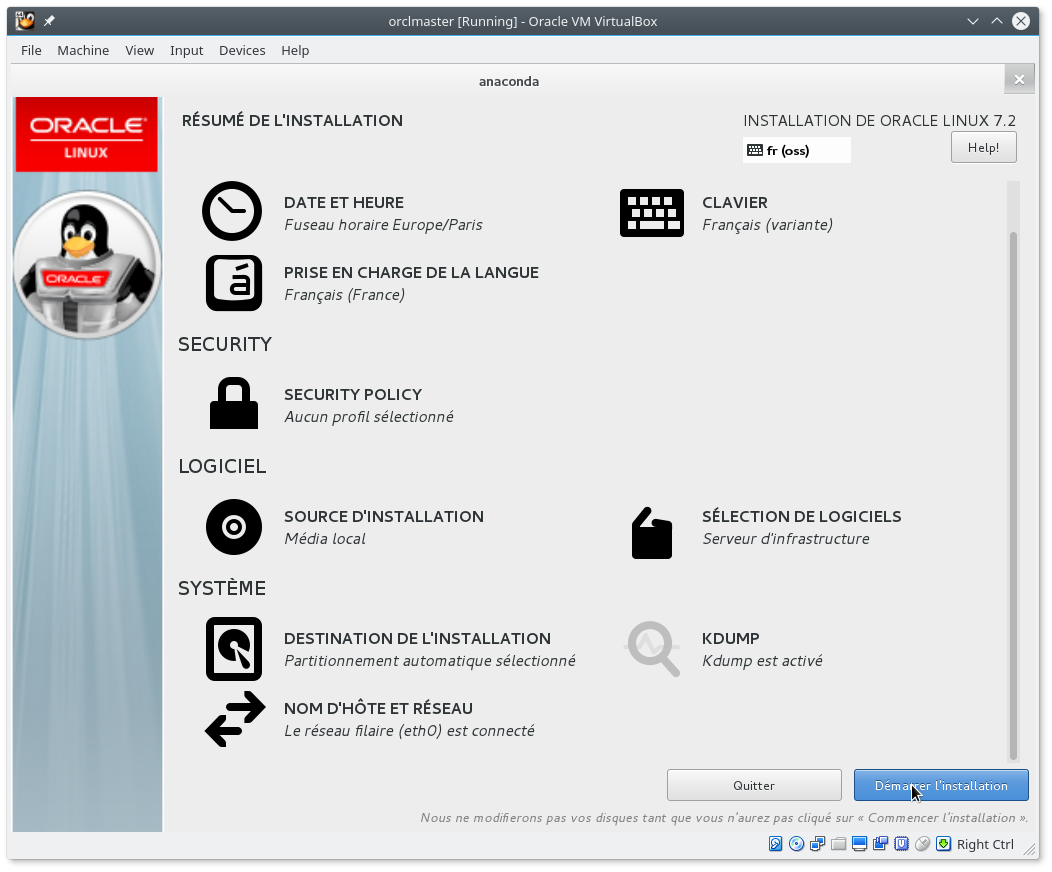 orclmaster [Running] - Oracle VM VirtualBox
File Machine View Input Devices Help
anaconda
ORACLE
LINUX
ORACLE
RÉSUMÉ DE L'INSTALLATION
INSTALLATION DE ORACLE LINUX 7.2
fr (oss)
Help!
DATE ET HEURE
Fuseau horaire Europe/Paris
CLAVIER
Français (variante)
á
PRISE EN CHARGE DE LA LANGUE
Français (France)
SECURITY
SECURITY POLICY
Aucun profil sélectionné
LOGICIEL
SOURCE D'INSTALLATION
Média local
SÉLECTION DE LOGICIELS
Serveur d'infrastructure
SYSTÈME
DESTINATION DE L'INSTALLATION
Partitionnement automatique sélectionné
KDUMP
Kdump est activé
NOM D'HÔTE ET RÉSEAU
Le réseau filaire (eth0) est connecté
Quitter
Démarrer l'installation
Nous ne modifierons pas vos disques tant que vous n'aurez pas cliqué sur « Commencer l'installation ».
Right Ctrl